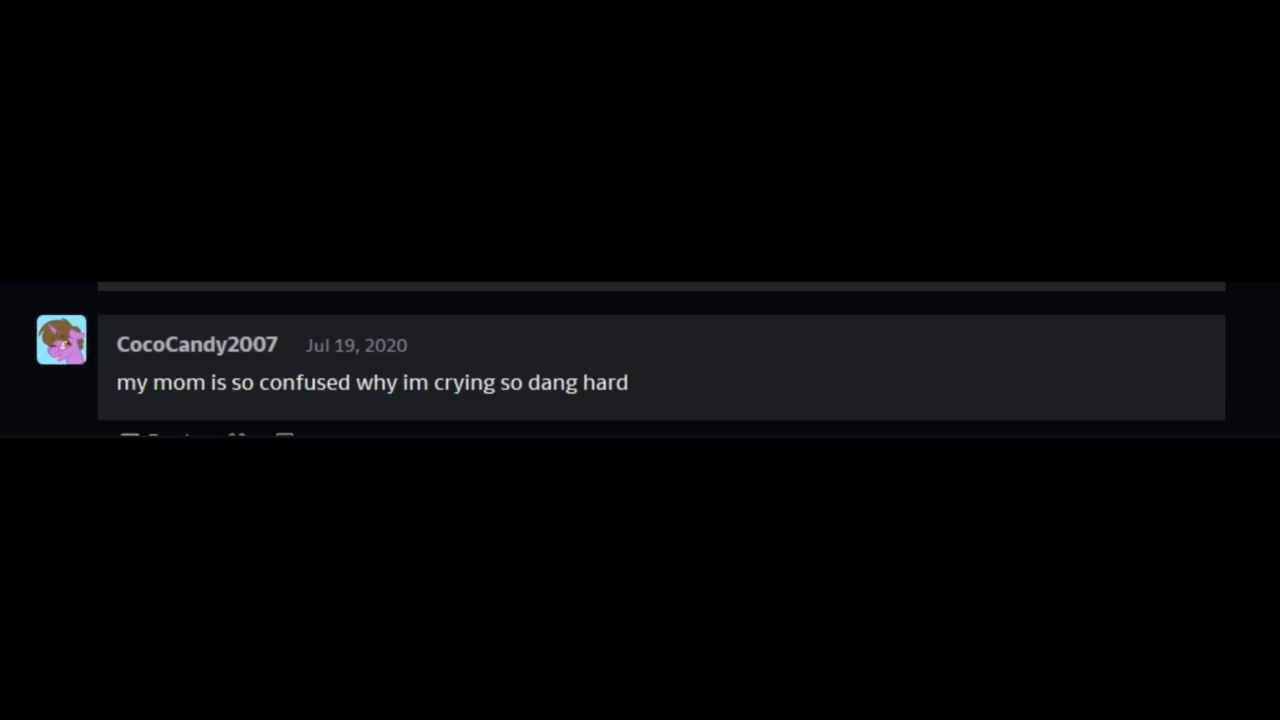 CocoCandy2007 Jul 19, 2020
my mom is so confused why im crying so dang hard